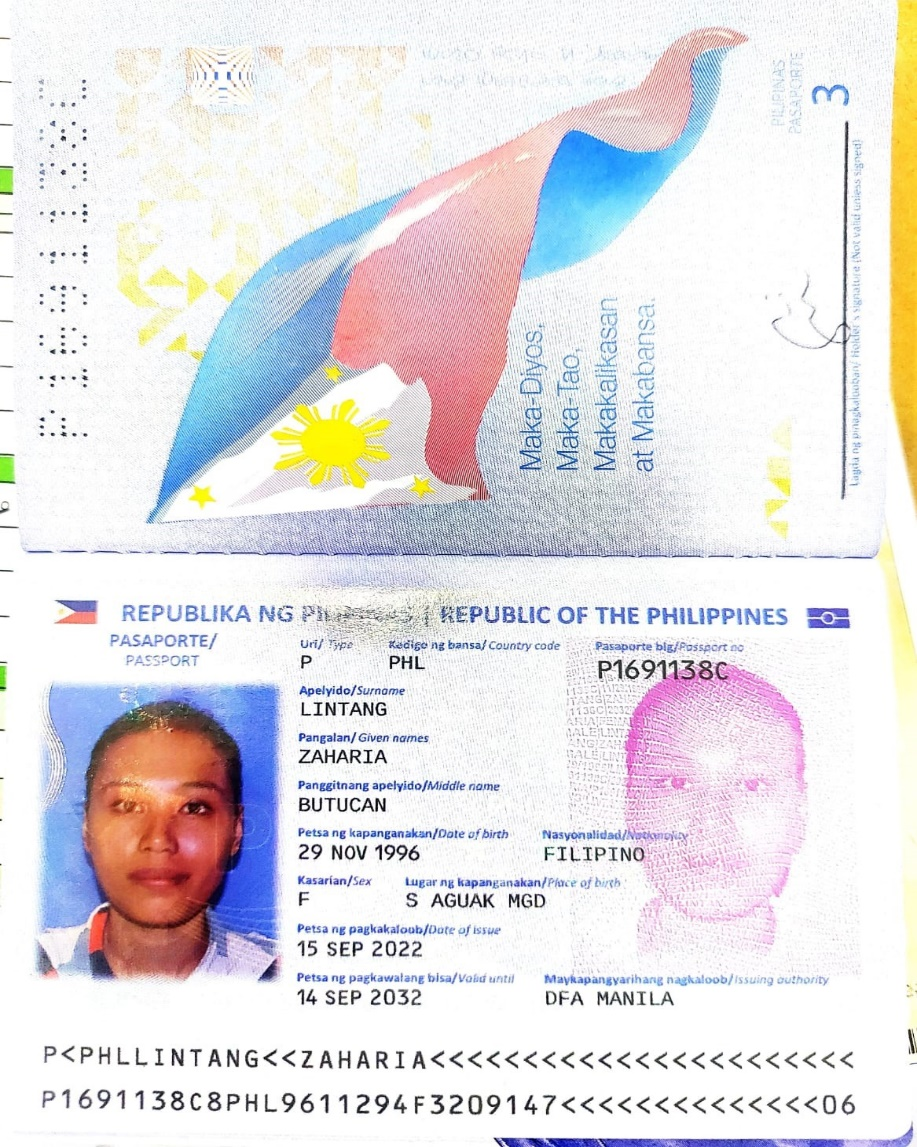 P1691138C
PILIPINAS
PASAPORTE
3
Maka-Diyos,
Maka-Tao,
Makakalikasan
at Makabansa.
Lagda ng pinagkalooban/ Holder's signature (Not valid unless signed)
REPUBLIKA NG PILIPINAS | REPUBLIC OF THE PHILIPPINES
PASAPORTE/
PASSPORT
Uri/ Type Kodigo ng bansa/ Country code Pasaporte blg/Passport no
P PHL P1691138C
Apelyido/Surname
LINTANG
Pangalan/ Given names
ZAHARIA
Panggitnang apelyido/Middle name
BUTUCAN
Petsa ng kapanganakan/Date of birth Nasyonalidad/Nationality
29 NOV 1996 FILIPINO
Kasarian/Sex Lugar ng kapanganakan/Place of birth
F S AGUAK MGD
Petsa ng pagkakaloob/Date of issue
15 SEP 2022
Petsa ng pagkawalang bisa/Valid until Maykapangyarihang nagkaloob/Issuing authority
14 SEP 2032 DFA MANILA
P<PHLLINTANG<<ZAHARIA<<<<<<<<<<<<<<<<<<<<<<<
P1691138C8PHL9611294F3209147<<<<<<<<<<<<<<06